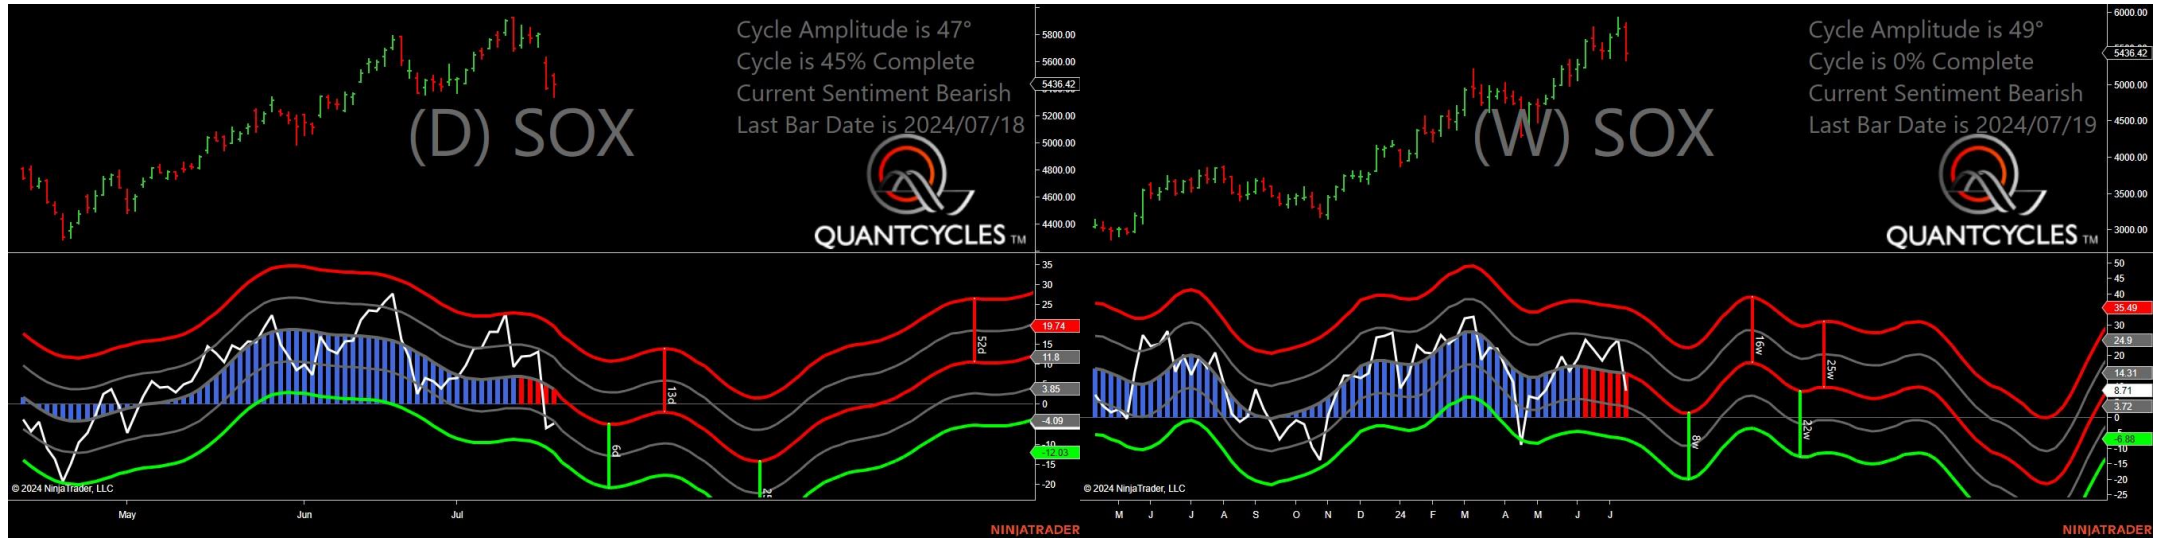 Cycle Amplitude is 47°
Cycle is 45% Complete
Current Sentiment Bearish
Last Bar Date is 2024/07/18
(D) SOX
QUANTCYCLES TM
5800.00
5600.00
5436.42
5200.00
5000.00
4800.00
4600.00
4400.00
35
30
25
19.74
15
11.8
3.85
0
-4.09
-10
-12.03
-15
-20
6d
13d
52d
© 2024 NinjaTrader, LLC
May Jun Jul
NINJATRADER
Cycle Amplitude is 49°
Cycle is 0% Complete
Current Sentiment Bearish
Last Bar Date is 2024/07/19
(W) SOX
QUANTCYCLES TM
6000.00
5436.42
5000.00
4500.00
4000.00
3500.00
3000.00
50
45
40
35.49
30
24.9
20
14.31
8.71
3.72
0
-6.88
-10
-15
-20
-25
8w
16w
22w
25w
© 2024 NinjaTrader, LLC
M J J A S O N D 24 F M A M J J
NINJATRADER